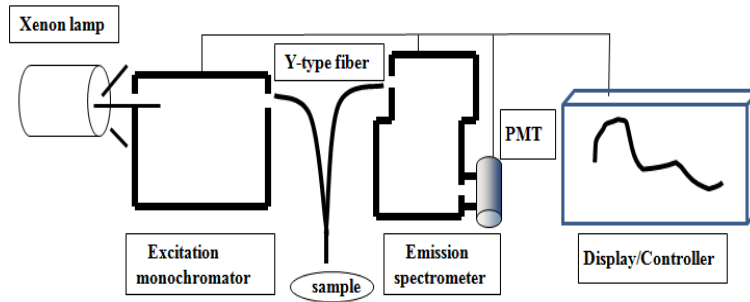 Xenon lamp
Y-type fiber
PMT
Excitation
monochromator
sample
Emission
spectrometer
Display/Controller